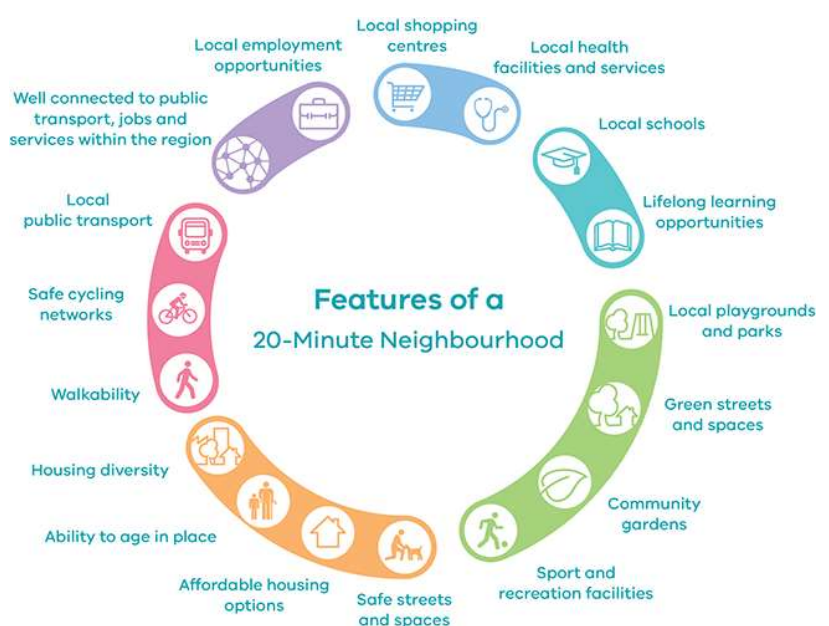 Local shopping
centres
Local health
facilities and services
Local schools
Lifelong learning
opportunities
Local playgrounds
and parks
Green streets
and spaces
Community
gardens
Sport and
recreation facilities
Safe streets
and spaces
Affordable housing
options
Ability to age in place
Housing diversity
Walkability
Safe cycling
networks
Local
public transport
Well connected to public
transport, jobs and
services within the region
Local employment
opportunities
Features of a
20-Minute Neighbourhood